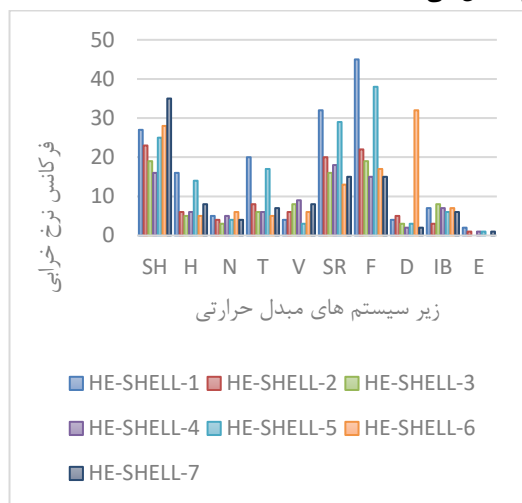 50
40
30
20
10
0
فرکانس نرخ خرابی
SH H N T V SR F D IB E
زیر سیستم های مبدل حرارتی
HE-SHELL-1 HE-SHELL-2 HE-SHELL-3
HE-SHELL-4 HE-SHELL-5 HE-SHELL-6
HE-SHELL-7